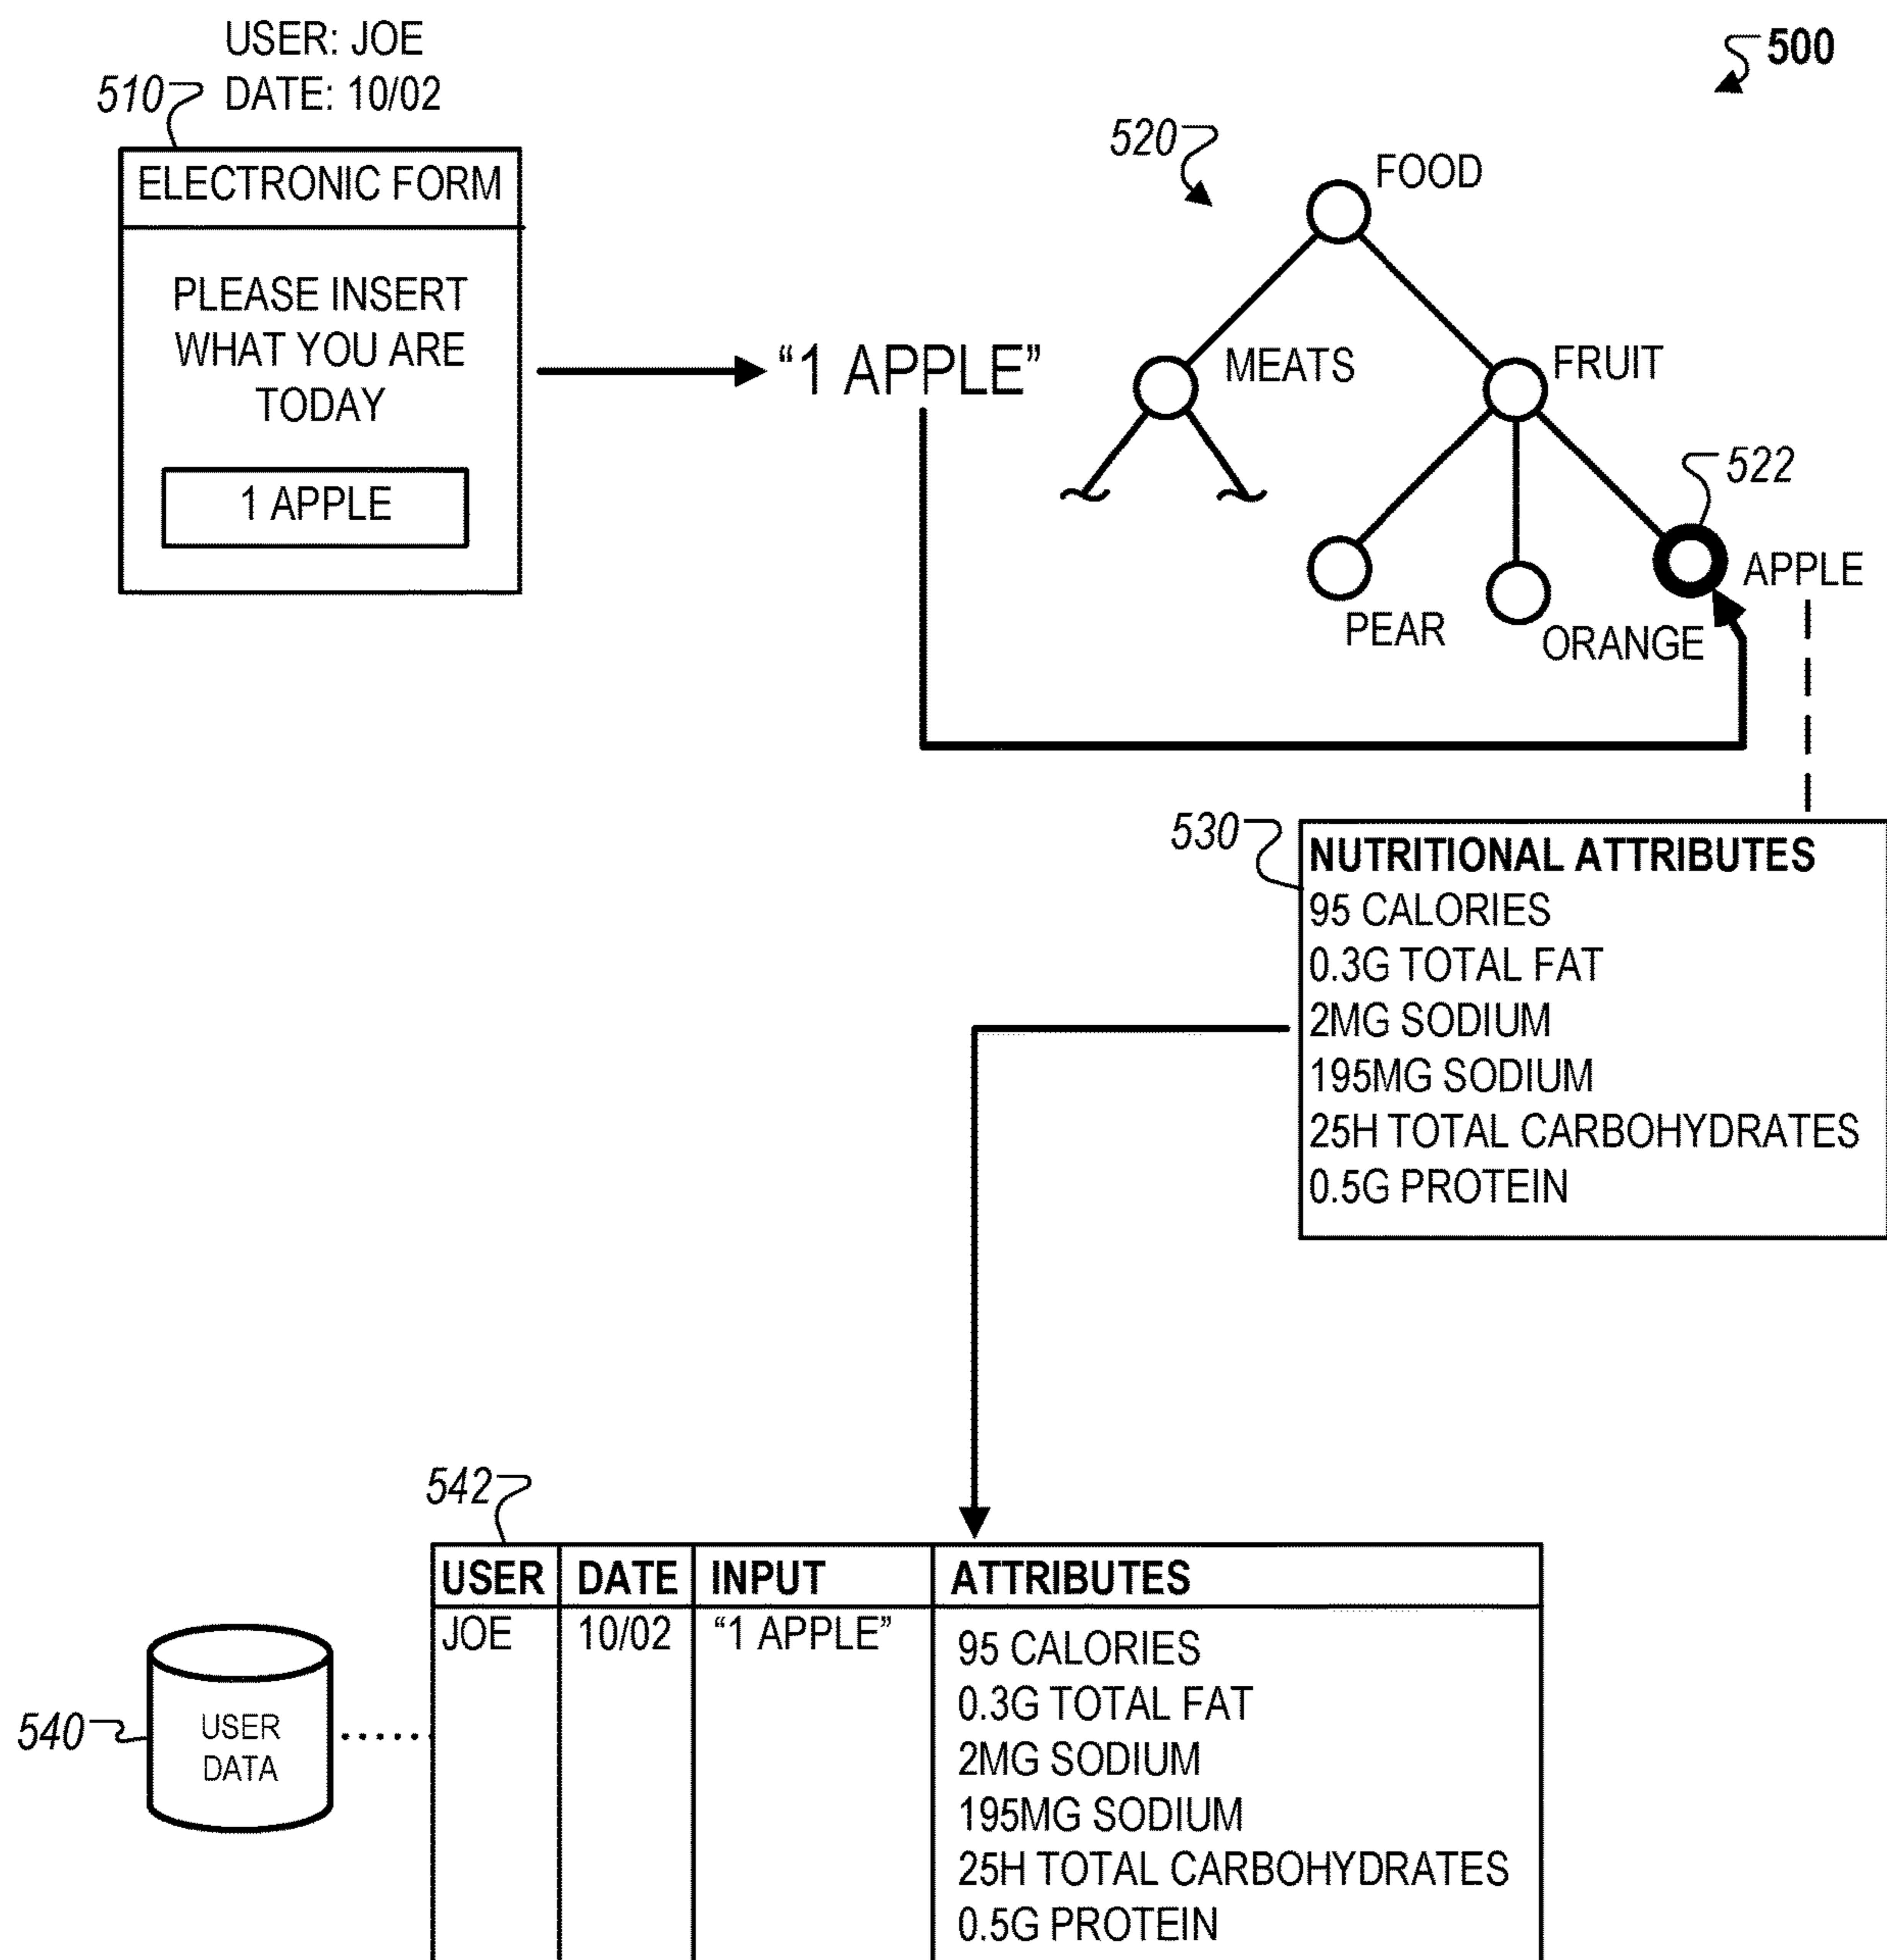 USER: JOE
DATE: 10/02
500
510
ELECTRONIC FORM
PLEASE INSERT
WHAT YOU ARE
TODAY
1 APPLE
“1 APPLE”
520
FOOD
MEATS
FRUIT
522
PEAR
ORANGE
APPLE
530
NUTRITIONAL ATTRIBUTES
95 CALORIES
0.3G TOTAL FAT
2MG SODIUM
195MG SODIUM
25H TOTAL CARBOHYDRATES
0.5G PROTEIN
542
USER DATE INPUT ATTRIBUTES
JOE 10/02 “1 APPLE”
95 CALORIES
0.3G TOTAL FAT
2MG SODIUM
195MG SODIUM
25H TOTAL CARBOHYDRATES
0.5G PROTEIN
540
USER
DATA